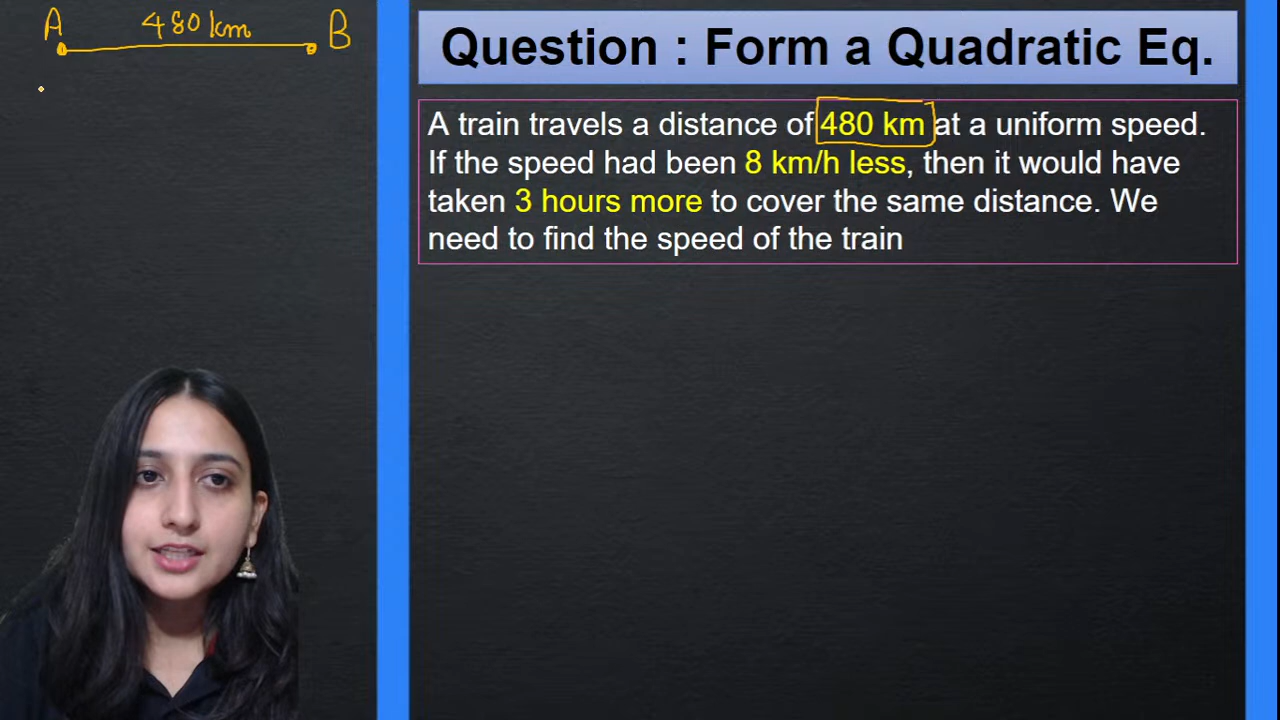 A 480 km B
Question : Form a Quadratic Eq.
A train travels a distance of 480 km at a uniform speed.
If the speed had been 8 km/h less, then it would have
taken 3 hours more to cover the same distance. We
need to find the speed of the train